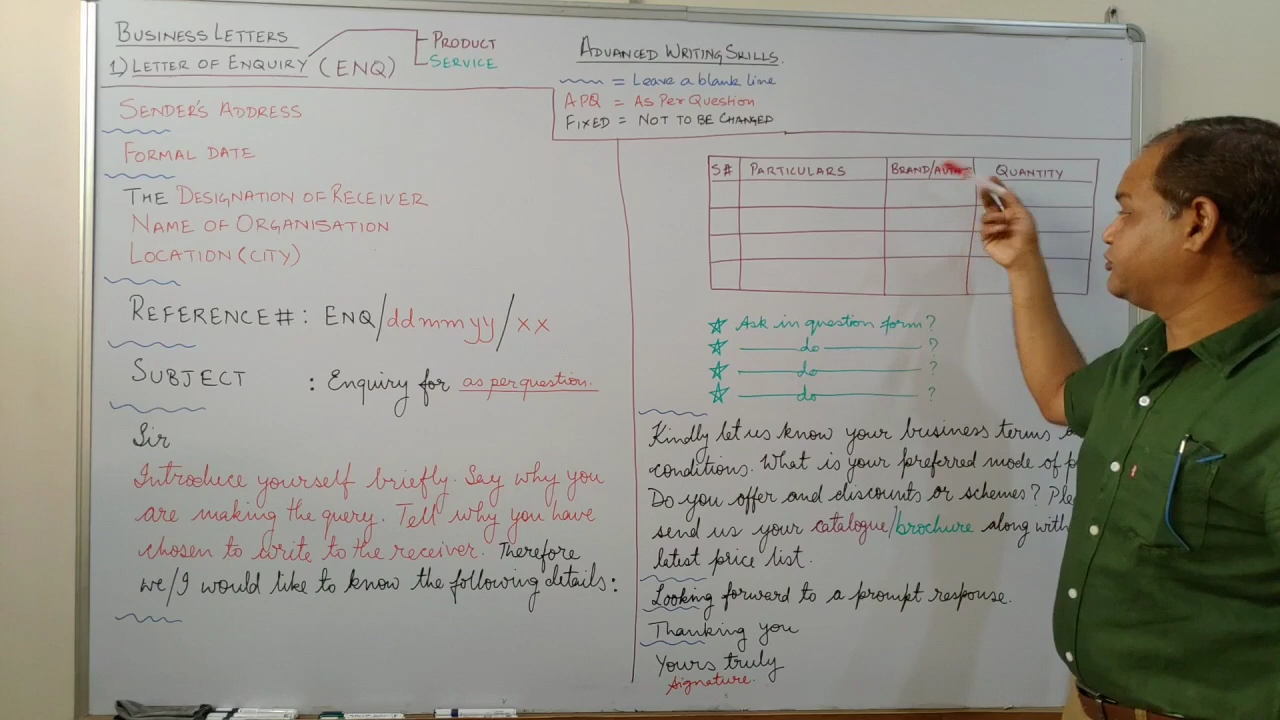 BUSINESS LETTERS
1) LETTER OF ENQUIRY (ENQ)
PRODUCT
SERVICE
ADVANCED WRITING SKILLS.
= Leave a blank line
APQ = AS PER QUESTION
FIXED = NOT TO BE CHANGED
SENDER'S ADDRESS
FORMAL DATE
THE DESIGNATION OF RECEIVER
NAME OF ORGANISATION
LOCATION (CITY)
REFERENCE #: ENQ/ddmmyy/xx
SUBJECT : Enquiry for as per question.
Sir
Introduce yourself briefly. Say why you
are making the query. Tell why you have
chosen to write to the receiver. Therefore
we/I would like to know the following details:
S# PARTICULARS BRAND/ QUANTITY
Ask in question form?
do ?
do ?
do ?
Kindly let us know your business terms
conditions. What is your preferred mode of
Do you offer and discounts or schemes?
send us your catalogue/brochure along with
latest price list.
Looking forward to a prompt response.
Thanking you
Yours truly
signature.